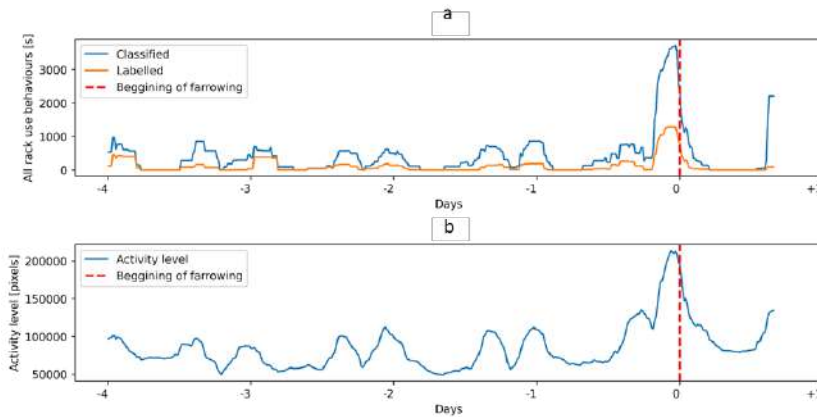 a
All rack use behaviours [s]
3000
2000
1000
0
Classified
Labelled
Beggining of farrowing
-4
-3
-2
-1
0
Days
b
Activity level [pixels]
200000
150000
100000
50000
Activity level
Beggining of farrowing
-4
-3
-2
-1
0
Days